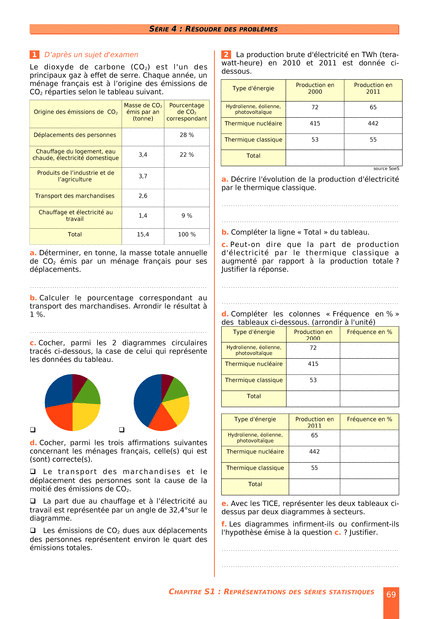 SÉRIE 4 : RESOUDRE DES PROBLÈMES
1 D'après un sujet d'examen
Le dioxyde de carbone (CO2) est l'un des
principaux gaz à effet de serre. Chaque année, un
ménage français est à l'origine des émissions de
CO2 réparties selon le tableau suivant.
Origine des émissions de CO2
Masse de CO2 émis par an (tonne)
Pourcentage de CO2 correspondant
Déplacements des personnes 28 %
Chauffage du logement, eau chaude, électricité domestique 3,4 22 %
Produits de l'industrie et de l'agriculture 3,7
Transport des marchandises 2,6
Chauffage et électricité au travail 1,4 9 %
Total 15,4 100 %
a. Déterminer, en tonne, la masse totale annuelle
de CO2 émis par un ménage français pour ses
déplacements.
b. Calculer le pourcentage correspondant au
transport des marchandises. Arrondir le résultat à
1 %.
c. Cocher, parmi les 2 diagrammes circulaires
tracés ci-dessous, la case de celui qui représente
les données du tableau.
❑ ❑
d. Cocher, parmi les trois affirmations suivantes
concernant les ménages français, celle(s) qui est
(sont) correcte(s).
❑ Le transport des marchandises et le
déplacement des personnes sont la cause de la
moitié des émissions de CO2.
❑ La part due au chauffage et à l'électricité au
travail est représentée par un angle de 32,4°sur le
diagramme.
❑ Les émissions de CO2 dues aux déplacements
des personnes représentent environ le quart des
émissions totales.
2 La production brute d'électricité en TWh (tera-
watt-heure) en 2010 et 2011 est donnée ci-
dessous.
Type d'énergie
Production en 2000
Production en 2011
Hydrolienne, éolienne, photovoltaïque 72 65
Thermique nucléaire 415 442
Thermique classique 53 55
Total
source SoeS
a. Décrire l'évolution de la production d'électricité
par le thermique classique.
b. Compléter la ligne « Total » du tableau.
c. Peut-on dire que la part de production
d'électricité par le thermique classique a
augmenté par rapport à la production totale ?
Justifier la réponse.
d. Compléter les colonnes « Fréquence en % »
des tableaux ci-dessous. (arrondir à l'unité)
Type d'énergie
Production en 2000
Fréquence en %
Hydrolienne, éolienne, photovoltaïque 72
Thermique nucléaire 415
Thermique classique 53
Total
Type d'énergie
Production en 2011
Fréquence en %
Hydrolienne, éolienne, photovoltaïque 65
Thermique nucléaire 442
Thermique classique 55
Total
e. Avec les TICE, représenter les deux tableaux ci-
dessus par deux diagrammes à secteurs.
f. Les diagrammes infirment-ils ou confirment-ils
l'hypothèse émise à la question c. ? Justifier.
CHAPITRE S1 : REPRÉSENTATIONS DES SÉRIES STATISTIQUES 69